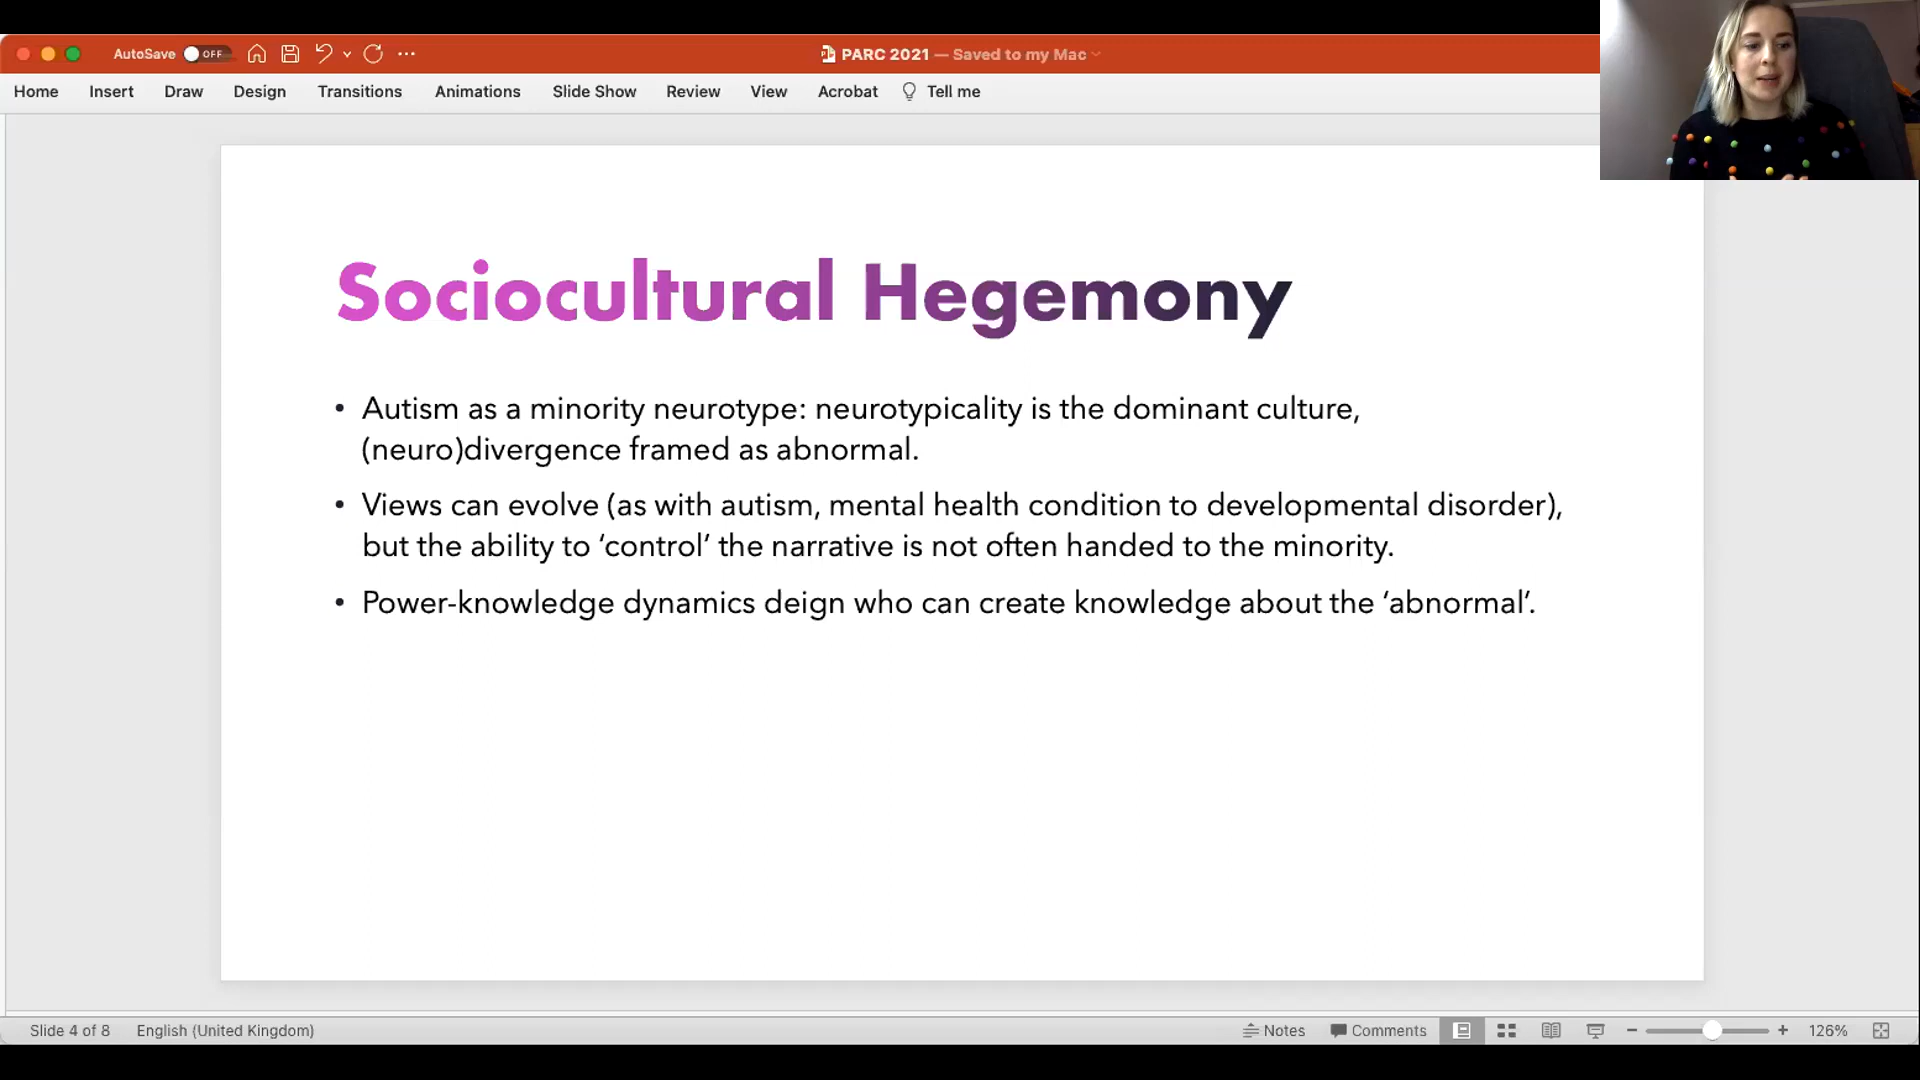 AutoSave OFF
PARC 2021 — Saved to my Mac
Home Insert Draw Design Transitions Animations Slide Show Review View Acrobat Tell me
Sociocultural Hegemony
• Autism as a minority neurotype: neurotypicality is the dominant culture,
(neuro)divergence framed as abnormal.
• Views can evolve (as with autism, mental health condition to developmental disorder),
but the ability to ‘control’ the narrative is not often handed to the minority.
• Power-knowledge dynamics deign who can create knowledge about the ‘abnormal’.
Slide 4 of 8 English (United Kingdom) Notes Comments 126%